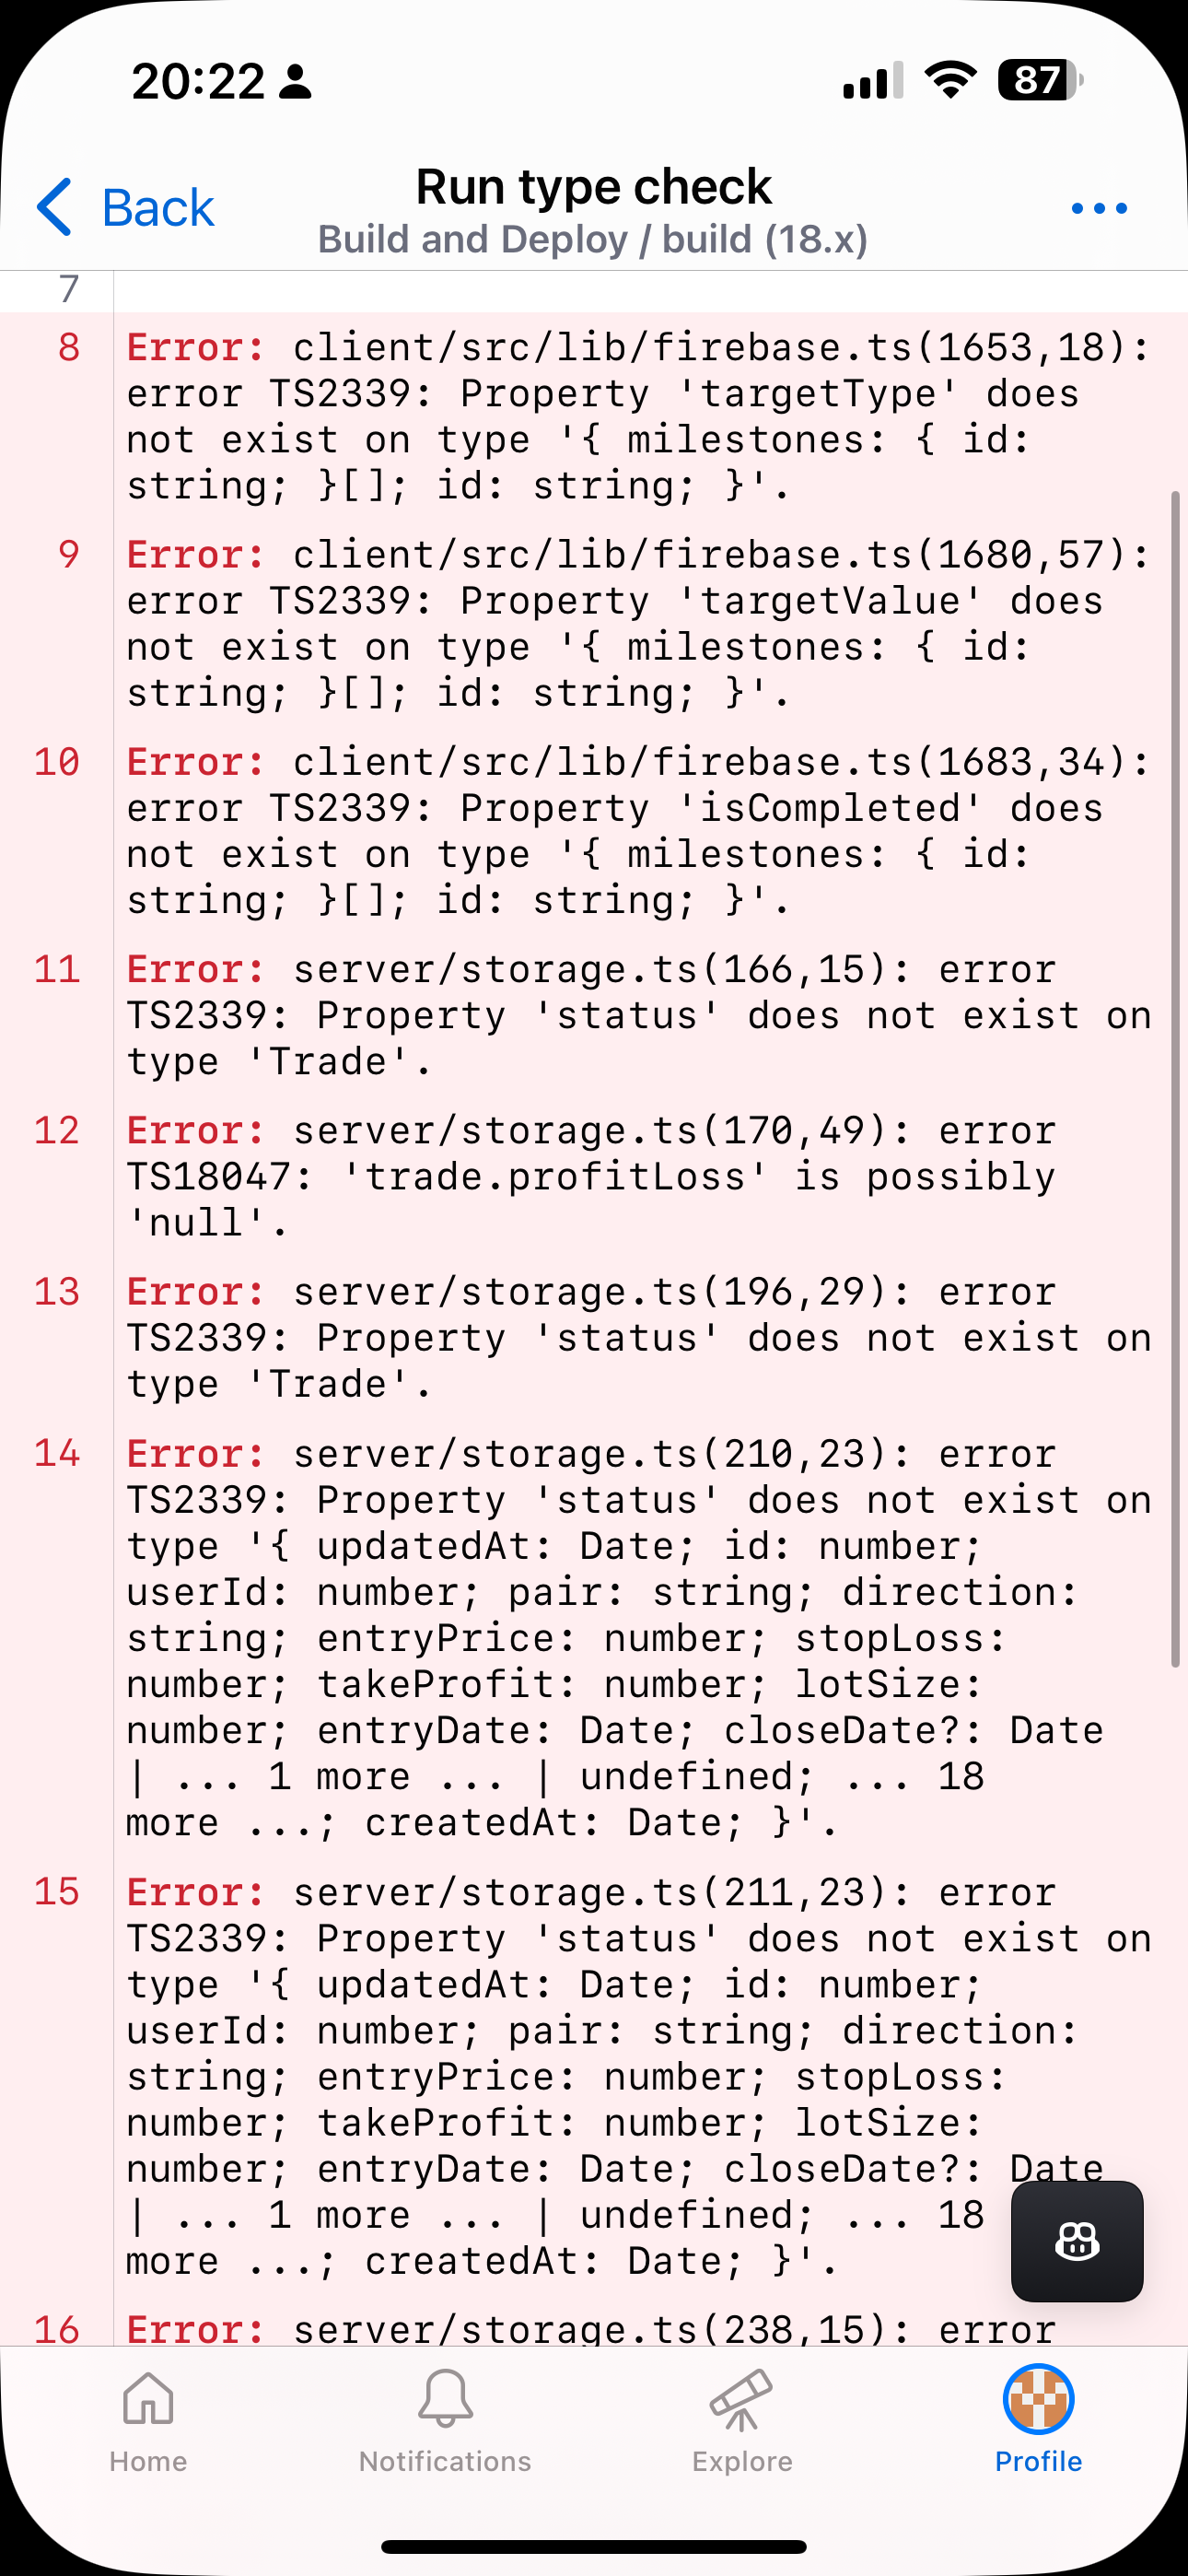 20:22
87
Back
Run type check
Build and Deploy / build (18.x)
7
8
Error: client/src/lib/firebase.ts(1653,18):
error TS2339: Property 'targetType' does
not exist on type '{ milestones: { id:
string; }[]; id: string; }'.
9
Error: client/src/lib/firebase.ts(1680,57):
error TS2339: Property 'targetValue' does
not exist on type '{ milestones: { id:
string; }[]; id: string; }'.
10
Error: client/src/lib/firebase.ts(1683,34):
error TS2339: Property 'isCompleted' does
not exist on type '{ milestones: { id:
string; }[]; id: string; }'.
11
Error: server/storage.ts(166,15): error
TS2339: Property 'status' does not exist on
type 'Trade'.
12
Error: server/storage.ts(170,49): error
TS18047: 'trade.profitLoss' is possibly
'null'.
13
Error: server/storage.ts(196,29): error
TS2339: Property 'status' does not exist on
type 'Trade'.
14
Error: server/storage.ts(210,23): error
TS2339: Property 'status' does not exist on
type '{ updatedAt: Date; id: number;
userId: number; pair: string; direction:
string; entryPrice: number; stopLoss:
number; takeProfit: number; lotSize:
number; entryDate: Date; closeDate?: Date
| ... 1 more ... | undefined; ... 18
more ...; createdAt: Date; }'.
15
Error: server/storage.ts(211,23): error
TS2339: Property 'status' does not exist on
type '{ updatedAt: Date; id: number;
userId: number; pair: string; direction:
string; entryPrice: number; stopLoss:
number; takeProfit: number; lotSize:
number; entryDate: Date; closeDate?: Date
| ... 1 more ... | undefined; ... 18
more ...; createdAt: Date; }'.
16
Error: server/storage.ts(238,15): error
Home
Notifications
Explore
Profile